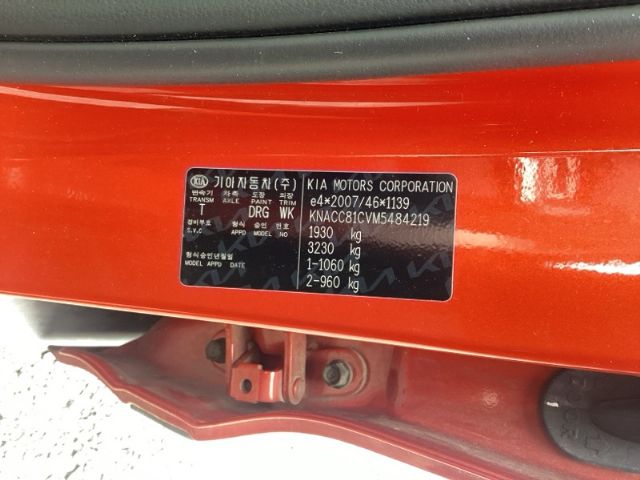 KIA 기아자동차(주)
변속기 차축 도장 외장
TRANSM AXLE PAINT TRIM
T DRG WK
정비부호 형식 승인 번호
S.V.C APPD MODEL NO
형식승인년월일
MODEL APPD DATE
KIA MOTORS CORPORATION
e4*2007/46*1139
KNACC81CVM5484219
1930 kg
3230 kg
1-1060 kg
2-960 kg